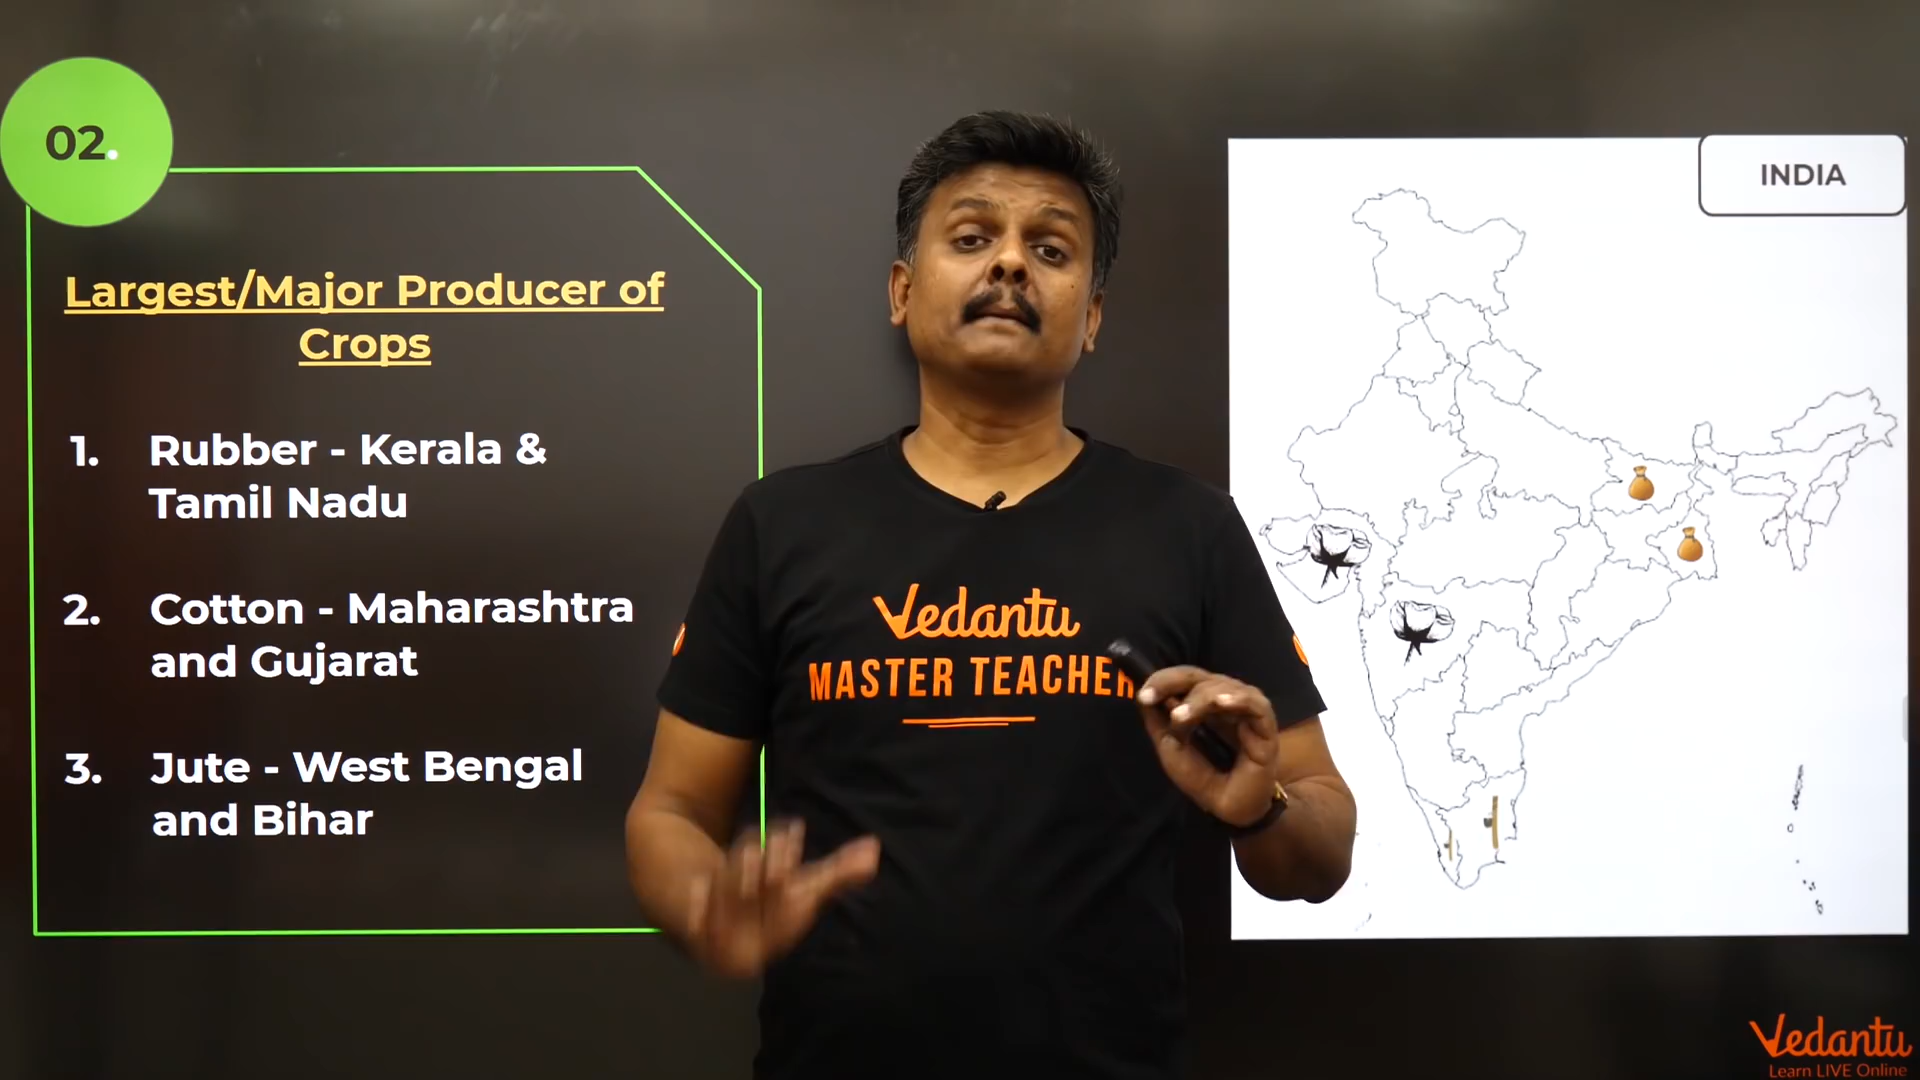 02.
Largest/Major Producer of
Crops
1. Rubber - Kerala &
Tamil Nadu
2. Cotton - Maharashtra
and Gujarat
3. Jute - West Bengal
and Bihar
Vedantu
MASTER TEACHER
INDIA
Vedantu
Learn LIVE Online